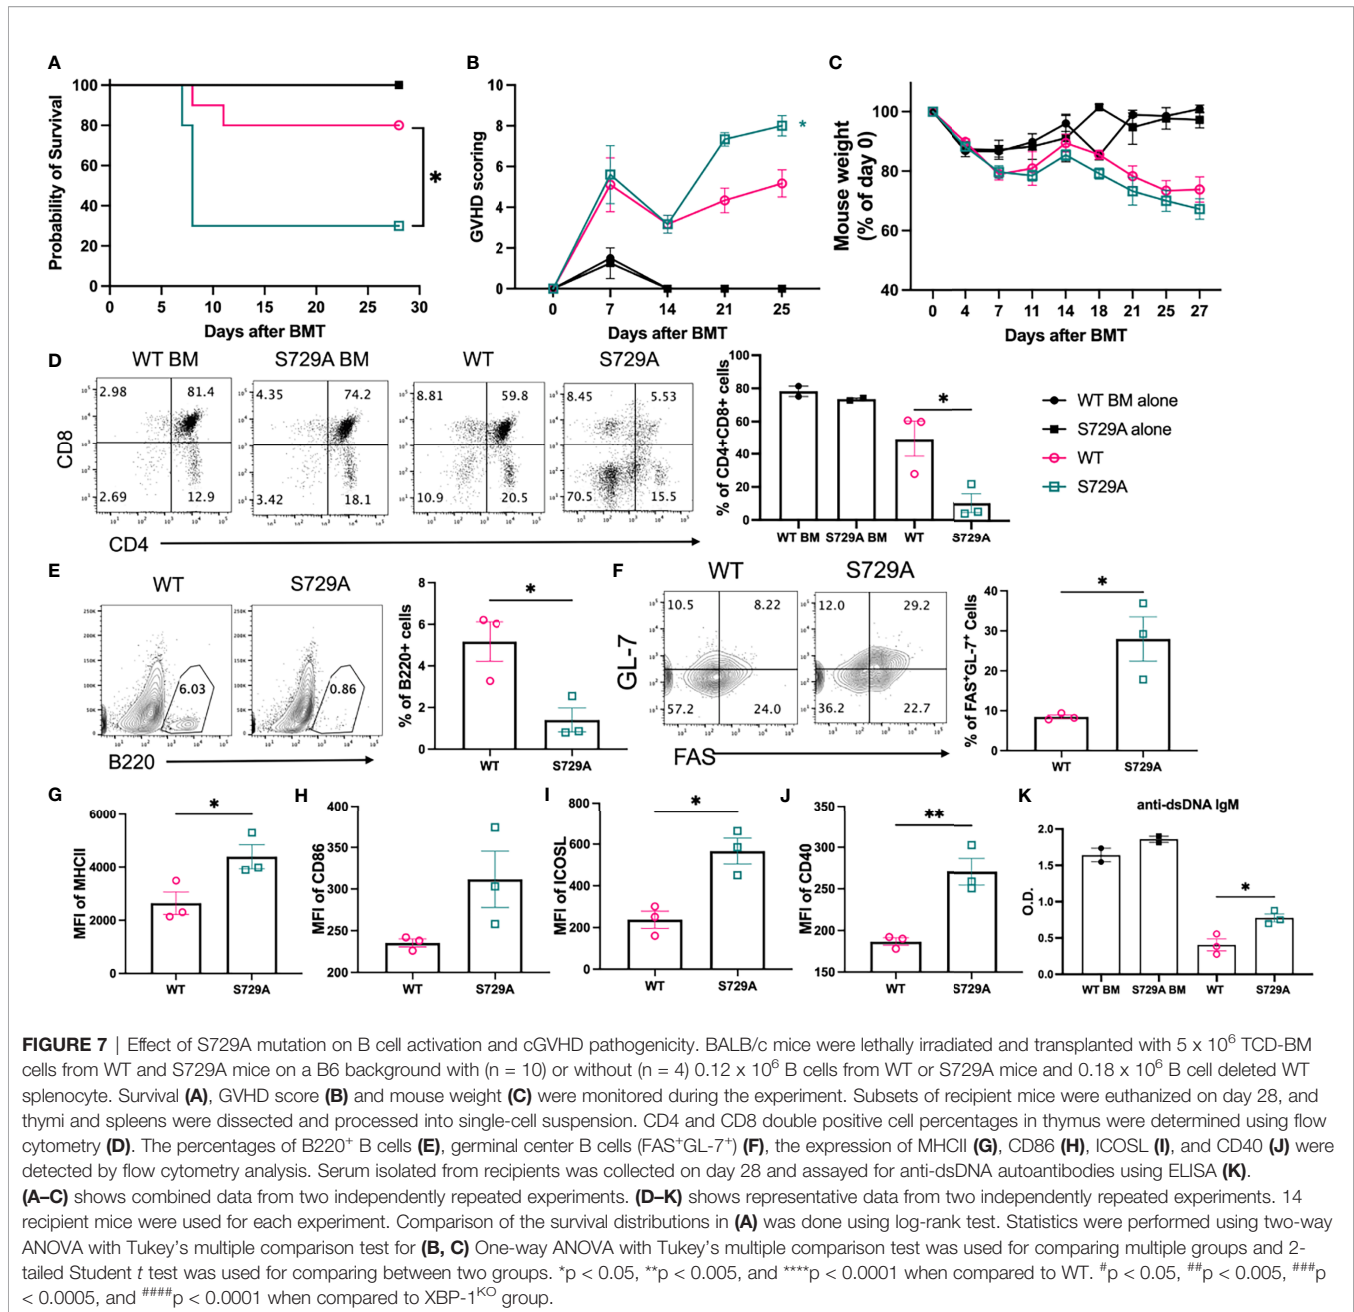 A
Probability of Survival
100
80
60
40
20
0
*
0 5 10 15 20 25 30
Days after BMT
B
GVHD scoring
10
8
6
4
2
0
*
0 7 14 21 25
Days after BMT
C
Mouse weight
(% of day 0)
100
80
60
40
0 4 7 11 14 18 21 25 27
Days after BMT
D
WT BM S729A BM WT S729A
CD8
2.98 81.4
2.69 12.9
4.35 74.2
3.42 18.1
8.81 59.8
10.9 20.5
8.45 5.53
70.5 15.5
CD4
% of CD4+CD8+ cells
100
80
60
40
20
0
*
WT BM S729A BM WT S729A
WT BM alone
S729A alone
WT
S729A
E
WT S729A
250K
200K
150K
100K
50K
0
6.03
250K
200K
150K
100K
50K
0
0.86
B220
% of B220+ cells
8
6
4
2
0
*
WT S729A
F
WT S729A
GL-7
10.5 8.22
57.2 24.0
12.0 29.2
36.2 22.7
FAS
% of FAS⁺GL-7⁺ Cells
40
30
20
10
0
*
WT S729A
G
MFI of MHCII
6000
4000
2000
0
*
WT S729A
H
MFI of CD86
400
350
300
250
200
WT S729A
I
MFI of ICOSL
800
600
400
200
0
*
WT S729A
J
MFI of CD40
350
300
250
200
150
**
WT S729A
K
anti-dsDNA IgM
O.D.
2.0
1.5
1.0
0.5
0.0
*
WT BM S729A BM WT S729A
FIGURE 7 | Effect of S729A mutation on B cell activation and cGVHD pathogenicity. BALB/c mice were lethally irradiated and transplanted with 5 x 10⁶ TCD-BM
cells from WT and S729A mice on a B6 background with (n = 10) or without (n = 4) 0.12 x 10⁶ B cells from WT or S729A mice and 0.18 x 10⁶ B cell deleted WT
splenocyte. Survival (A), GVHD score (B) and mouse weight (C) were monitored during the experiment. Subsets of recipient mice were euthanized on day 28, and
thymi and spleens were dissected and processed into single-cell suspension. CD4 and CD8 double positive cell percentages in thymus were determined using flow
cytometry (D). The percentages of B220⁺ B cells (E), germinal center B cells (FAS⁺GL-7⁺) (F), the expression of MHCII (G), CD86 (H), ICOSL (I), and CD40 (J) were
detected by flow cytometry analysis. Serum isolated from recipients was collected on day 28 and assayed for anti-dsDNA autoantibodies using ELISA (K).
(A–C) shows combined data from two independently repeated experiments. (D–K) shows representative data from two independently repeated experiments. 14
recipient mice were used for each experiment. Comparison of the survival distributions in (A) was done using log-rank test. Statistics were performed using two-way
ANOVA with Tukey's multiple comparison test for (B, C) One-way ANOVA with Tukey's multiple comparison test was used for comparing multiple groups and 2-
tailed Student t test was used for comparing between two groups. *p < 0.05, **p < 0.005, and ****p < 0.0001 when compared to WT. #p < 0.05, ##p < 0.005, ###p
< 0.0005, and ####p < 0.0001 when compared to XBP-1ᴷᴼ group.